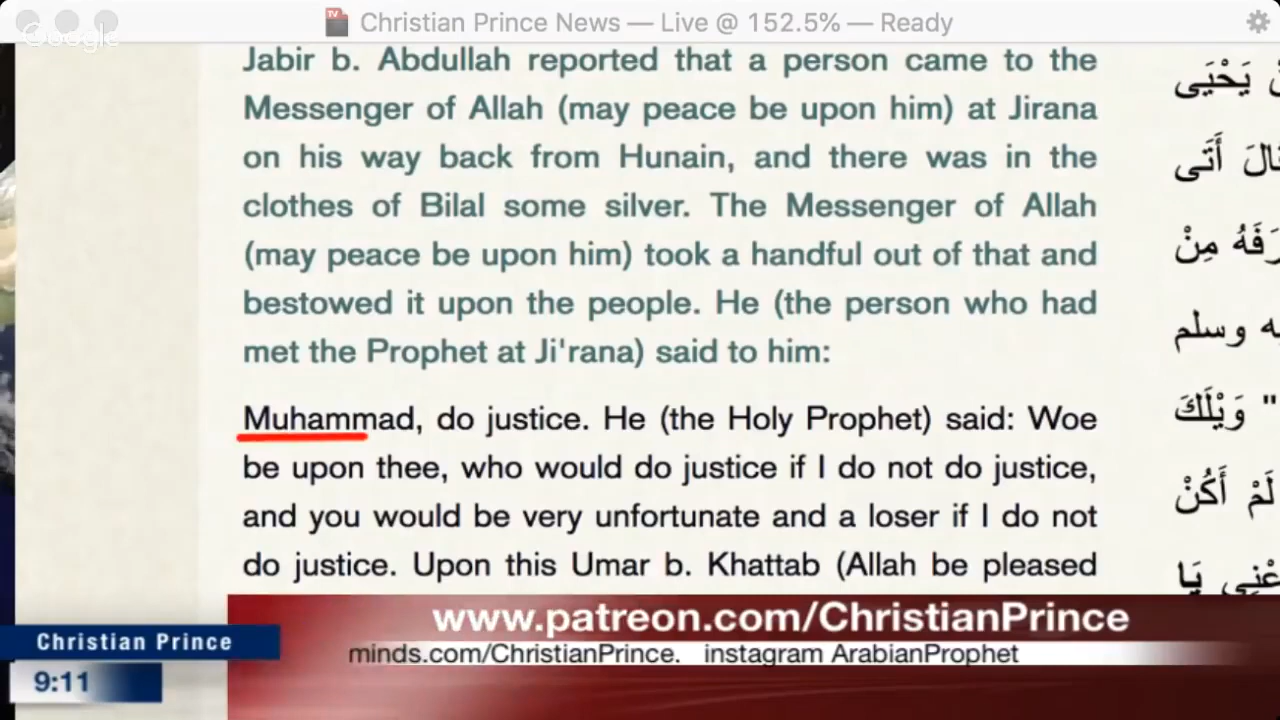 Christian Prince News — Live @ 152.5% — Ready
Google
Jabir b. Abdullah reported that a person came to the
Messenger of Allah (may peace be upon him) at Jirana
on his way back from Hunain, and there was in the
clothes of Bilal some silver. The Messenger of Allah
(may peace be upon him) took a handful out of that and
bestowed it upon the people. He (the person who had
met the Prophet at Ji'rana) said to him:
Muhammad, do justice. He (the Holy Prophet) said: Woe
be upon thee, who would do justice if I do not do justice,
and you would be very unfortunate and a loser if I do not
do justice. Upon this Umar b. Khattab (Allah be pleased
يَحْيَى
أَتَى
مِنْ
وسلم
" وَيْلَكَ
لَمْ أَكُنْ
يَا
www.patreon.com/ChristianPrince
Christian Prince
minds.com/ChristianPrince. instagram ArabianProphet
9:11